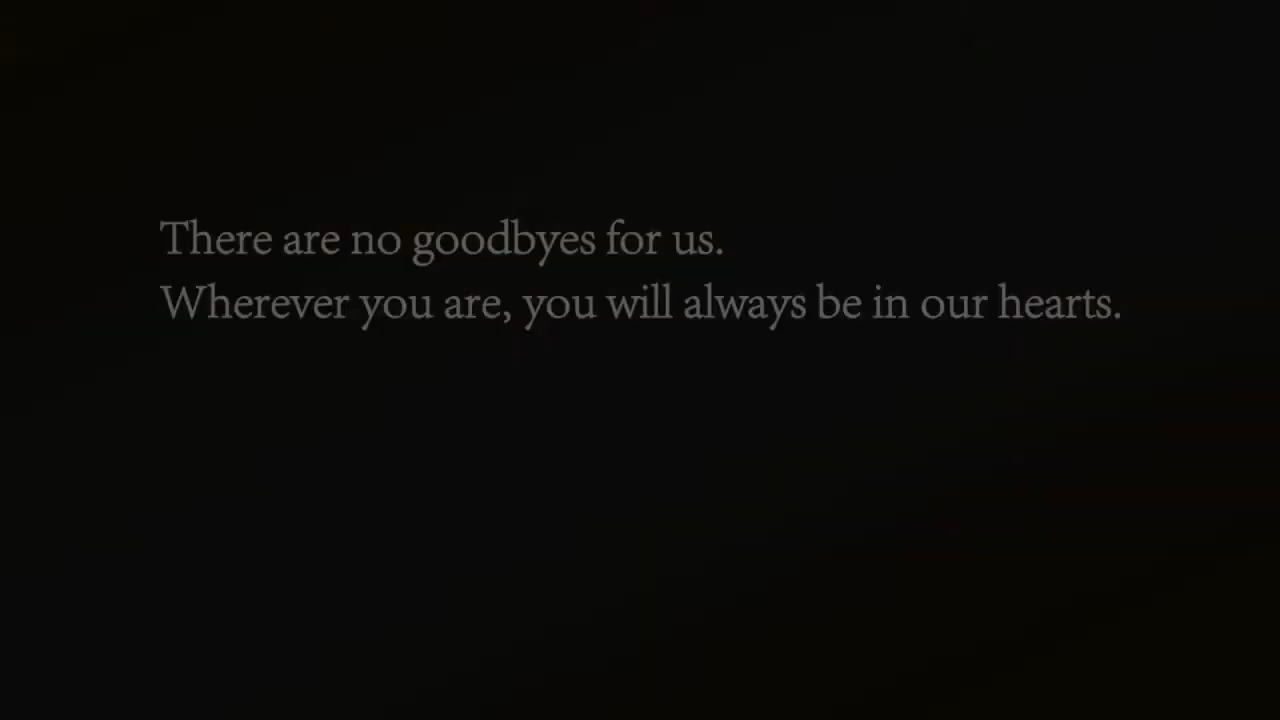 There are no goodbyes for us.
Wherever you are, you will always be in our hearts.